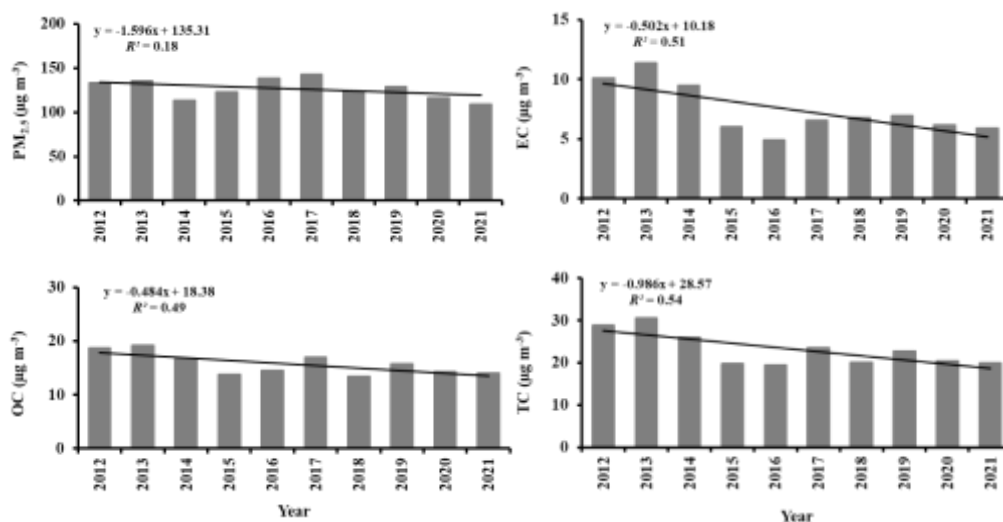 y = -1.596x + 135.31
R² = 0.18
PM2.5 (µg m⁻³)
200
150
100
50
0
2012 2013 2014 2015 2016 2017 2018 2019 2020 2021
y = -0.502x + 10.18
R² = 0.51
EC (µg m⁻³)
15
10
5
0
2012 2013 2014 2015 2016 2017 2018 2019 2020 2021
y = -0.484x + 18.38
R² = 0.49
OC (µg m⁻³)
30
20
10
0
2012 2013 2014 2015 2016 2017 2018 2019 2020 2021
Year
y = -0.986x + 28.57
R² = 0.54
TC (µg m⁻³)
40
30
20
10
0
2012 2013 2014 2015 2016 2017 2018 2019 2020 2021
Year